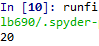 In [10]: runfi
lb690/.spyder-
20